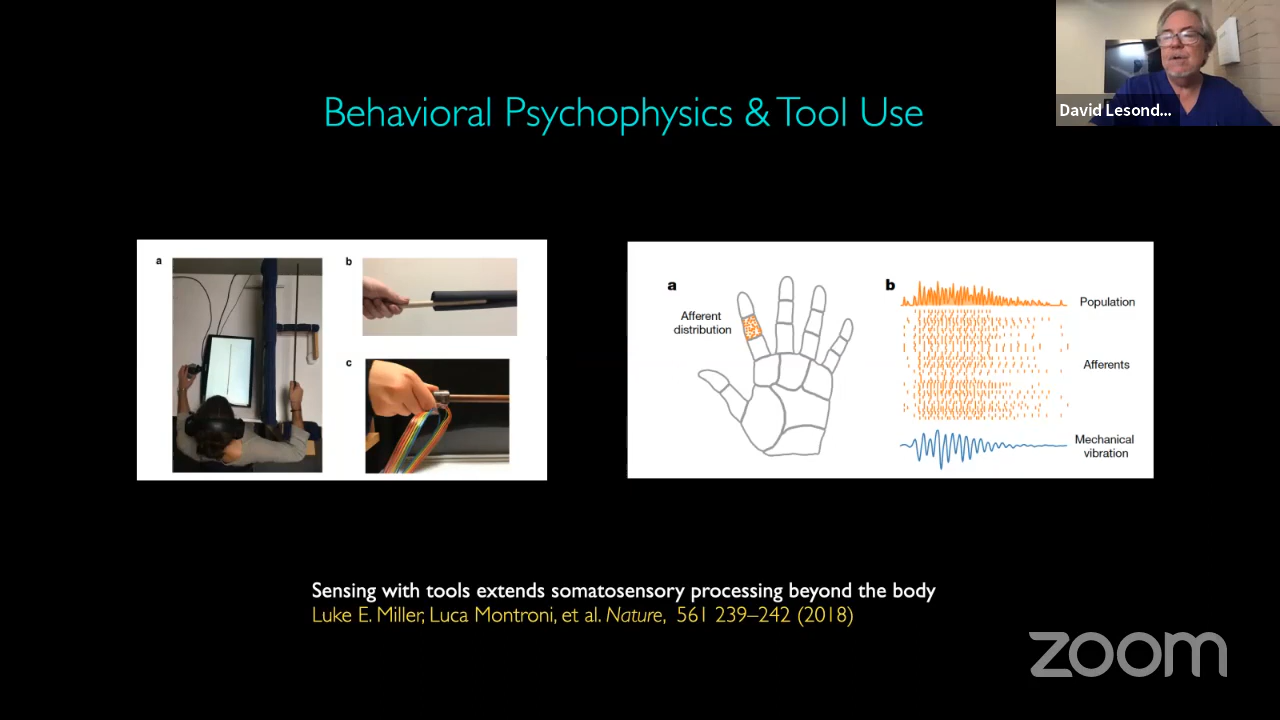 David Lesond...
Behavioral Psychophysics & Tool Use
a
b
c
a
Afferent
distribution
b
Population
Afferents
Mechanical
vibration
Sensing with tools extends somatosensory processing beyond the body
Luke E. Miller, Luca Montroni, et al. Nature, 561 239–242 (2018)
zoom